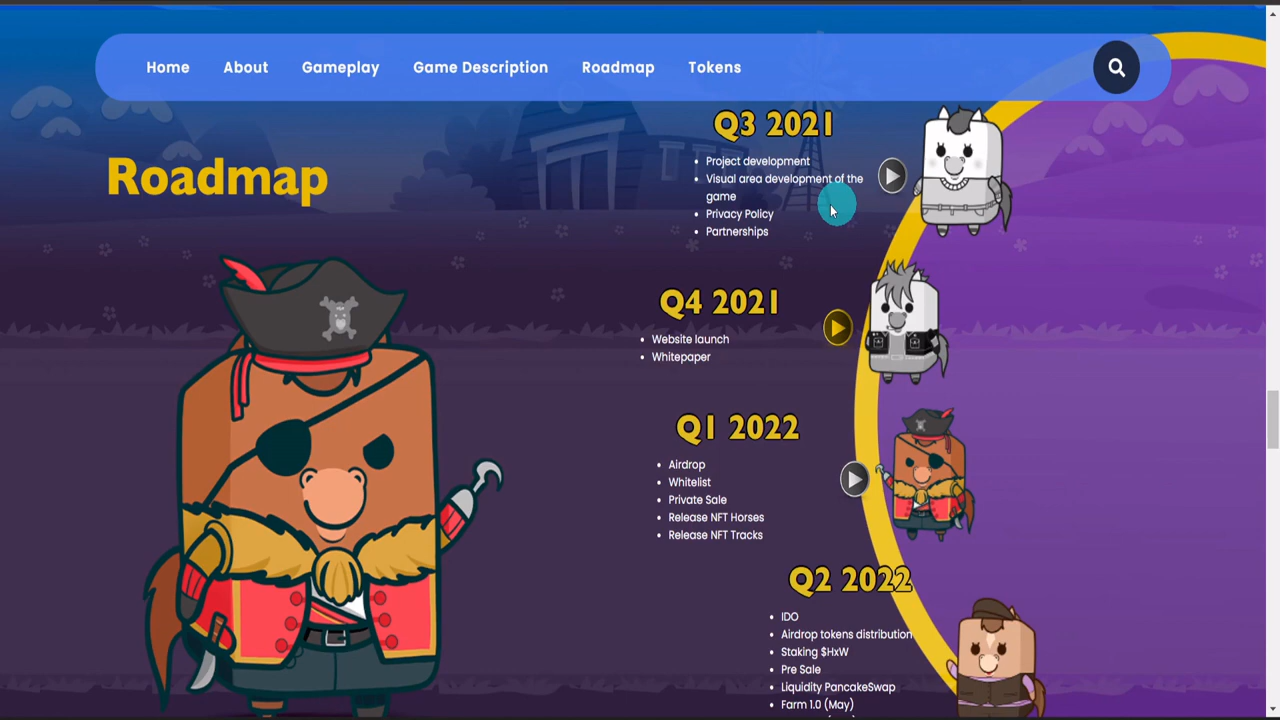 Home About Gameplay Game Description Roadmap Tokens
Roadmap
Q3 2021
• Project development
• Visual area development of the
game
• Privacy Policy
• Partnerships
Q4 2021
• Website launch
• Whitepaper
Q1 2022
• Airdrop
• Whitelist
• Private Sale
• Release NFT Horses
• Release NFT Tracks
Q2 2022
• IDO
• Airdrop tokens distribution
• Staking $HxW
• Pre Sale
• Liquidity PancakeSwap
• Farm 1.0 (May)